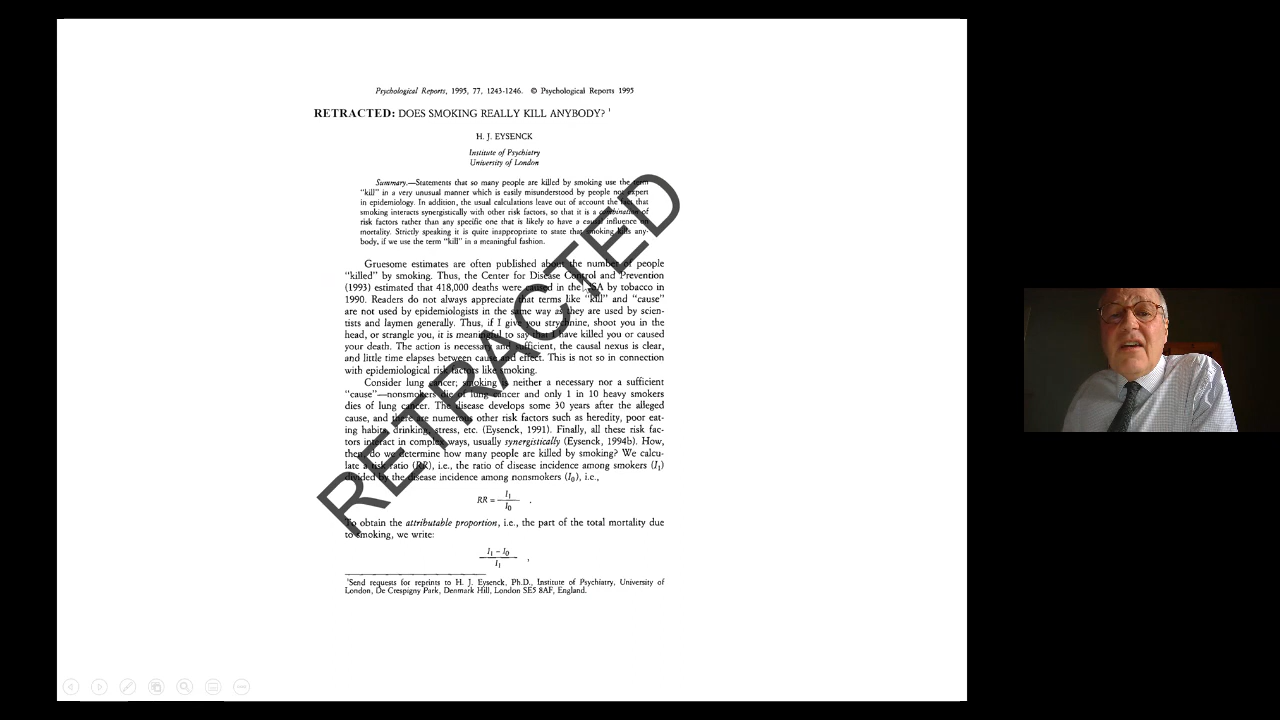 Psychological Reports, 1995, 77, 1243-1246. © Psychological Reports 1995
RETRACTED: DOES SMOKING REALLY KILL ANYBODY? ¹
H. J. EYSENCK
Institute of Psychiatry
University of London
Summary.—Statements that so many people are killed by smoking use the term
"kill" in a very unusual manner which is easily misunderstood by people not expert
in epidemiology. In addition, the usual calculations leave out of account the fact that
smoking interacts synergistically with other risk factors, so that it is a combination of
risk factors rather than any specific one that is likely to have a causal influence on
mortality. Strictly speaking it is quite inappropriate to state that smoking kills any-
body, if we use the term "kill" in a meaningful fashion.
Gruesome estimates are often published about the number of people
"killed" by smoking. Thus, the Center for Disease Control and Prevention
(1993) estimated that 418,000 deaths were caused in the USA by tobacco in
1990. Readers do not always appreciate that terms like "kill" and "cause"
are not used by epidemiologists in the same way as they are used by scien-
tists and laymen generally. Thus, if I give you strychnine, shoot you in the
head, or strangle you, it is meaningful to say that I have killed you or caused
your death. The action is necessary and sufficient, the causal nexus is clear,
and little time elapses between cause and effect. This is not so in connection
with epidemiological risk factors like smoking.
Consider lung cancer; smoking is neither a necessary nor a sufficient
"cause"—nonsmokers die of lung cancer and only 1 in 10 heavy smokers
dies of lung cancer. The disease develops some 30 years after the alleged
cause, and there are numerous other risk factors such as heredity, poor eat-
ing habits, drinking, stress, etc. (Eysenck, 1991). Finally, all these risk fac-
tors interact in complex ways, usually synergistically (Eysenck, 1994b). How,
then, do we determine how many people are killed by smoking? We calcu-
late a risk ratio (RR), i.e., the ratio of disease incidence among smokers (I₁)
divided by the disease incidence among nonsmokers (I₀), i.e.,
RR = I₁ / I₀ .
To obtain the attributable proportion, i.e., the part of the total mortality due
to smoking, we write:
I₁ − I₀ / I₁ ,
¹Send requests for reprints to H. J. Eysenck, Ph.D., Institute of Psychiatry, University of
London, De Crespigny Park, Denmark Hill, London SE5 8AF, England.
RETRACTED